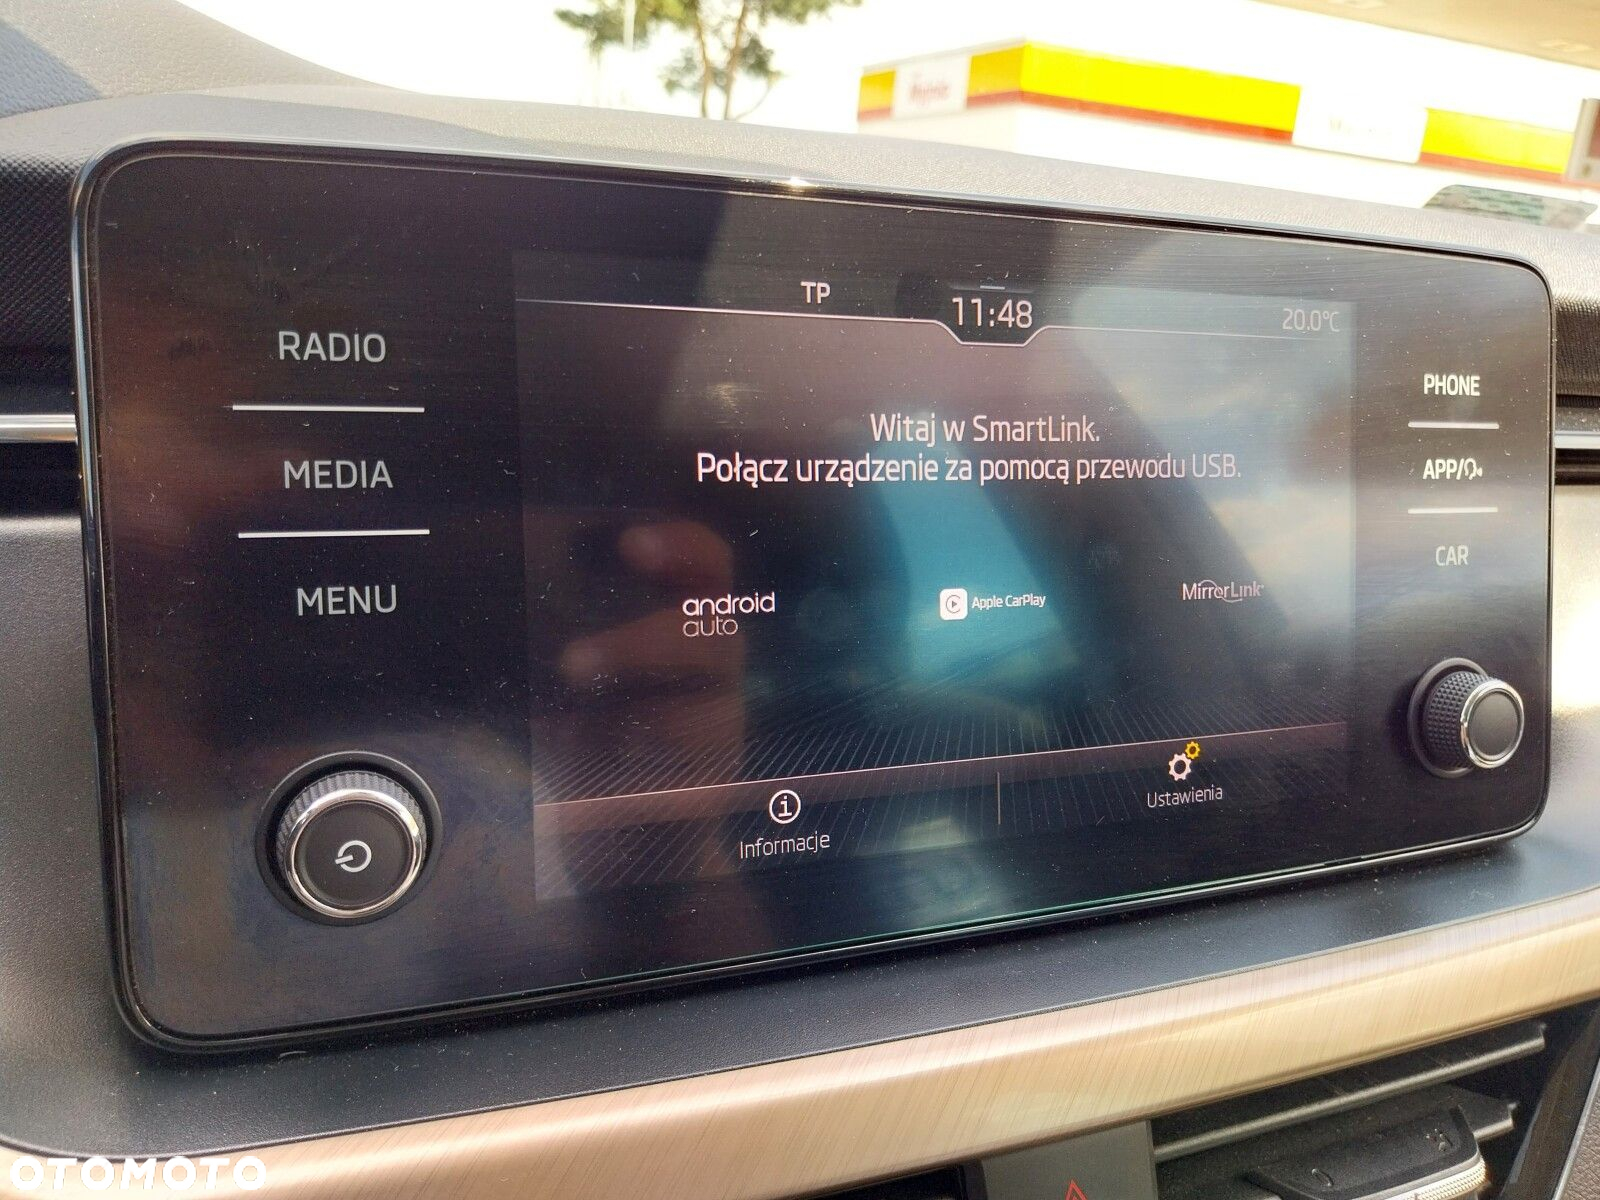 TP
11:48
20.0°C
RADIO
MEDIA
MENU
PHONE
APP/
CAR
Witaj w SmartLink.
Połącz urządzenie za pomocą przewodu USB.
android
auto
Apple CarPlay
MirrorLink
Informacje
Ustawienia
OTOMOTO